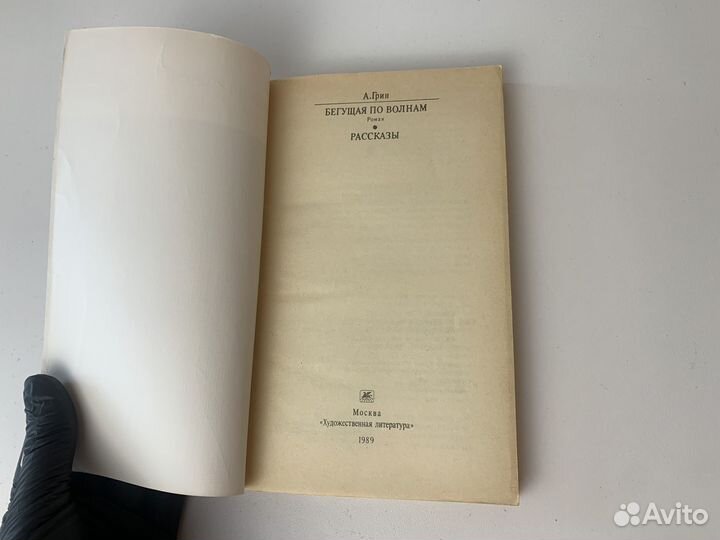 А.Грин
БЕГУЩАЯ ПО ВОЛНАМ
Роман
РАССКАЗЫ
Москва
«Художественная литература»
1989
Avito